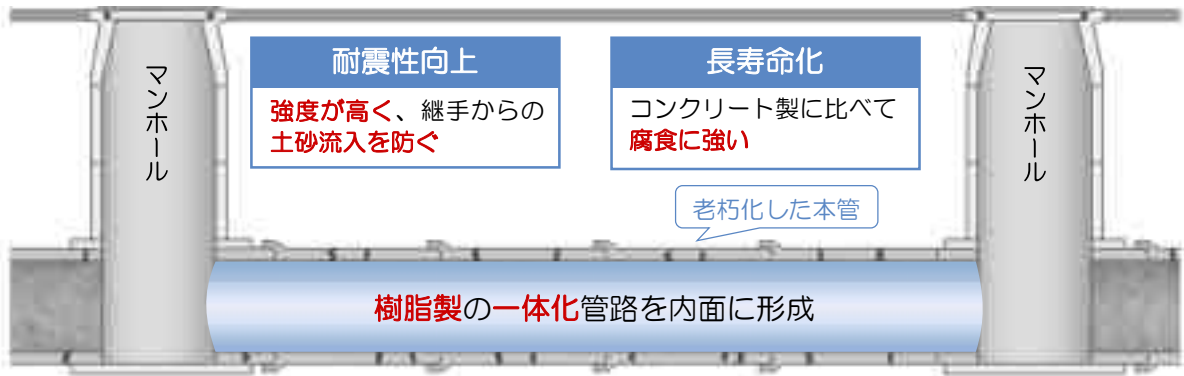 マンホール
耐震性向上
強度が高く、継手からの
土砂流入を防ぐ
長寿命化
コンクリート製に比べて
腐食に強い
マンホール
老朽化した本管
樹脂製の一体化管路を内面に形成